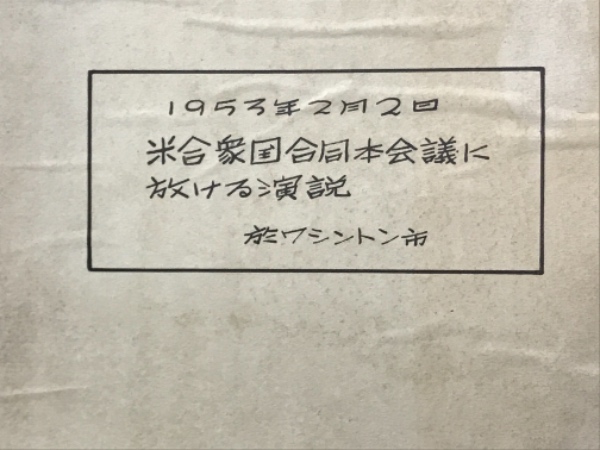 1953年2月2日
米合衆国合同本会議に
放ける演説
於ワシントン市